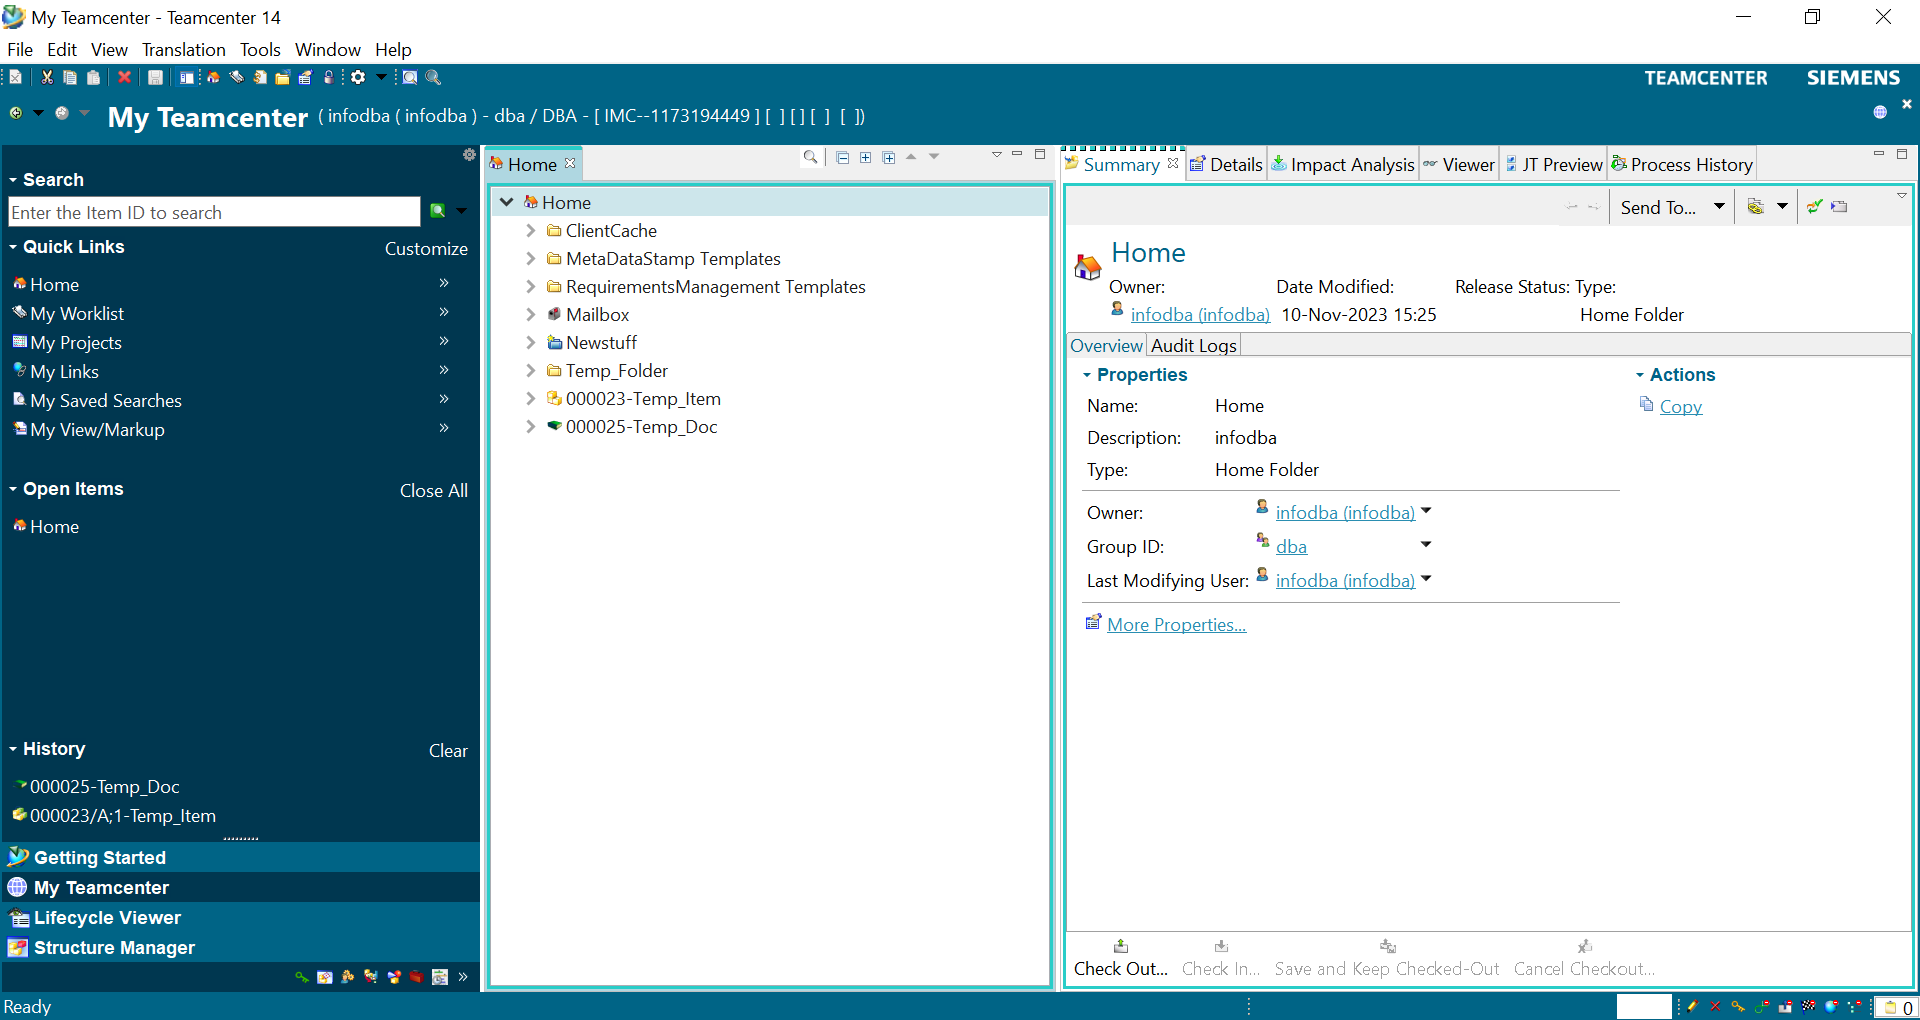 My Teamcenter - Teamcenter 14
File Edit View Translation Tools Window Help
TEAMCENTER SIEMENS
My Teamcenter ( infodba ( infodba ) - dba / DBA - [ IMC--1173194449 ] [ ] [ ] [ ] [ ])
Search
Enter the Item ID to search
Quick Links Customize
Home »
My Worklist »
My Projects »
My Links »
My Saved Searches »
My View/Markup »
Open Items Close All
Home
History Clear
000025-Temp_Doc
000023/A;1-Temp_Item
Getting Started
My Teamcenter
Lifecycle Viewer
Structure Manager
»
Home
Home
ClientCache
MetaDataStamp Templates
RequirementsManagement Templates
Mailbox
Newstuff
Temp_Folder
000023-Temp_Item
000025-Temp_Doc
Summary Details Impact Analysis Viewer JT Preview Process History
Send To...
Home
Owner: Date Modified: Release Status: Type:
infodba (infodba) 10-Nov-2023 15:25 Home Folder
Overview Audit Logs
Properties
Name: Home
Description: infodba
Type: Home Folder
Owner: infodba (infodba)
Group ID: dba
Last Modifying User: infodba (infodba)
More Properties...
Actions
Copy
Check Out... Check In... Save and Keep Checked-Out Cancel Checkout...
Ready 0